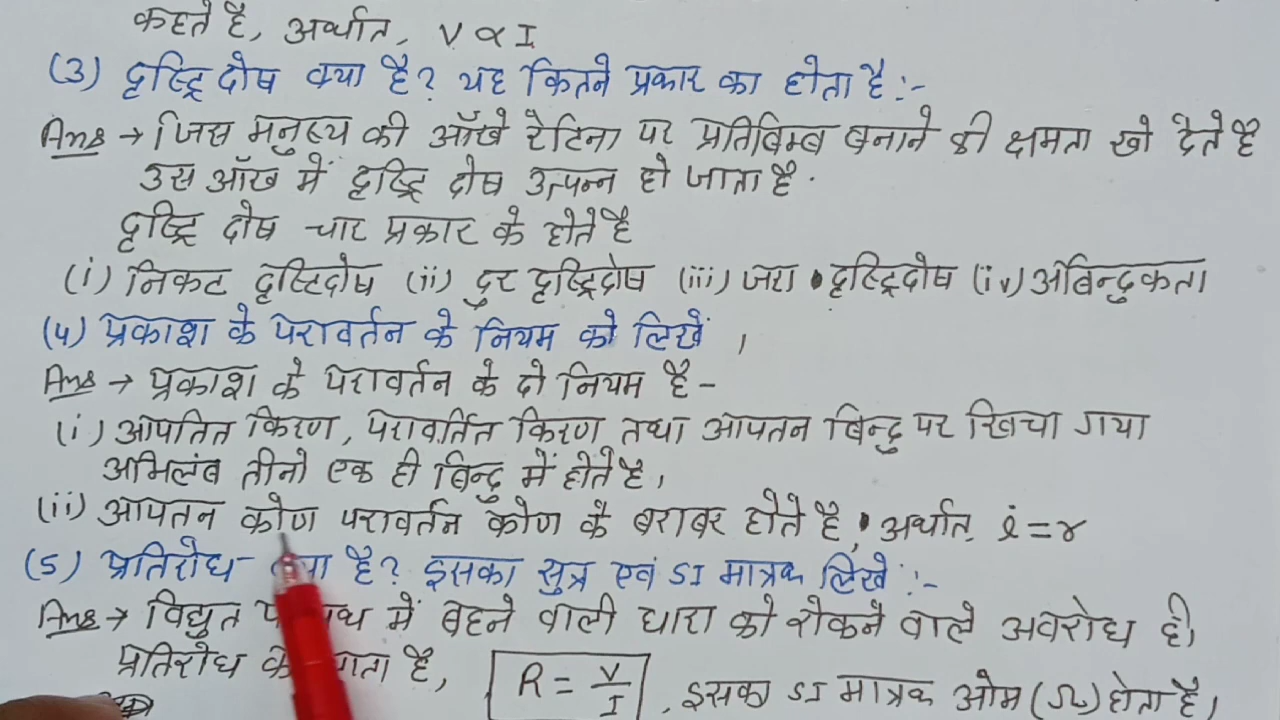 कहते है, अर्थात, V ∝ I
(3) दृष्टि दोष क्या है? यह कितने प्रकार का होता है:-
Ans → जिस मनुष्य की आँखे रेटिना पर प्रतिबिम्ब बनाने की क्षमता खो देते है
उस आँख में दृष्टि दोष उत्पन्न हो जाता है.
दृष्टि दोष चार प्रकार के होते है
(i) निकट दृष्टिदोष (ii) दुर दृष्टिदोष (iii) जरा दृष्टिदोष (iv) अबिन्दुकता
(4) प्रकाश के परावर्तन के नियम को लिखें ।
Ans → प्रकाश के परावर्तन के दो नियम है -
(i) आपतित किरण, परावर्तित किरण तथा आपतन बिन्दु पर खिचा गया
अभिलंब तीनो एक ही बिन्दु में होते है,
(ii) आपतन कोण परावर्तन कोण के बराबर होते है, अर्थात, i = r
(5) प्रतिरोध है? इसका सुत्र एवं SI मात्रक लिखे :-
Ans → विद्युत में बहने वाली धारा को रोकने वाले अवरोध ही
प्रतिरोध है, R = V/I , इसका SI मात्रक ओम (Ω) होता है,